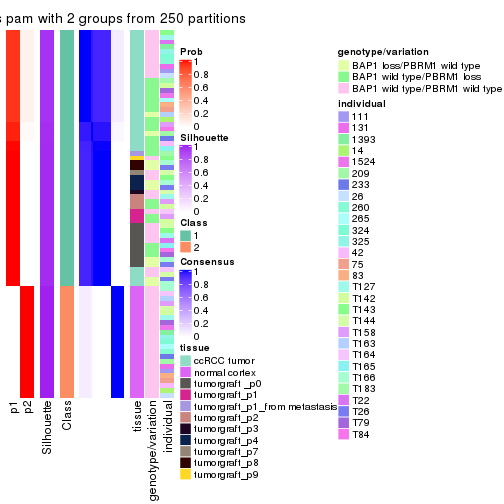 s pam with 2 groups from 250 partitions
Prob
1
0.8
0.6
0.4
0.2
0
Silhouette
1
0.8
0.6
0.4
0.2
0
Class
1
2
Consensus
1
0.8
0.6
0.4
0.2
0
tissue
ccRCC tumor
normal cortex
tumorgraft_p0
tumorgraft_p1
tumorgraft_p1_from metastasis
tumorgraft_p2
tumorgraft_p3
tumorgraft_p4
tumorgraft_p7
tumorgraft_p8
tumorgraft_p9
genotype/variation
BAP1 loss/PBRM1 wild type
BAP1 wild type/PBRM1 loss
BAP1 wild type/PBRM1 wild type
individual
111
131
1393
14
1524
209
233
26
260
265
324
325
42
75
83
T127
T142
T143
T144
T158
T163
T164
T165
T166
T183
T22
T26
T79
T84
p1
p2
Silhouette
Class
tissue
genotype/variation
individual